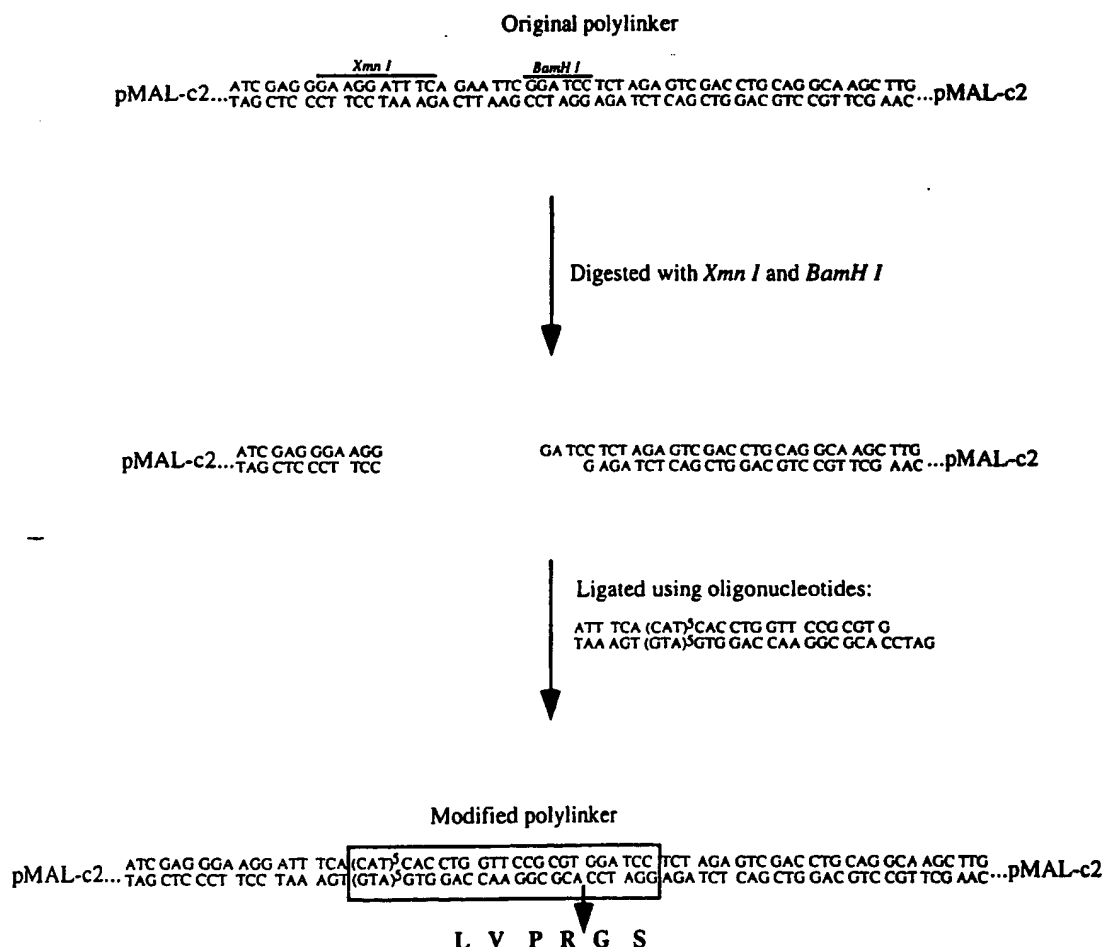 Original polylinker
Xmn I BamH I
ATC GAG GGA AGG ATT TCA GAA TTC GGA TCC TCT AGA GTC GAC CTG CAG GCA AGC TTG
pMAL-c2... ...pMAL-c2
TAG CTC CCT TCC TAA AGA CTT AAG CCT AGG AGA TCT CAG CTG GAC GTC CGT TCG AAC
Digested with Xmn I and BamH I
ATC GAG GGA AGG GA TCC TCT AGA GTC GAC CTG CAG GCA AGC TTG
pMAL-c2... ...pMAL-c2
TAG CTC CCT TCC G AGA TCT CAG CTG GAC GTC CGT TCG AAC
Ligated using oligonucleotides:
ATT TCA (CAT)5CAC CTG GTT CCG CGT G
TAA AGT (GTA)5GTG GAC CAA GGC GCA CCTAG
Modified polylinker
ATC GAG GGA AGG ATT TCA (CAT)5CAC CTG GTT CCG CGT GGA TCC TCT AGA GTC GAC CTG CAG GCA AGC TTG
pMAL-c2... ...pMAL-c2
TAG CTC CCT TCC TAA AGT (GTA)5GTG GAC CAA GGC GCA CCT AGG AGA TCT CAG CTG GAC GTC CGT TCG AAC
L V P R G S